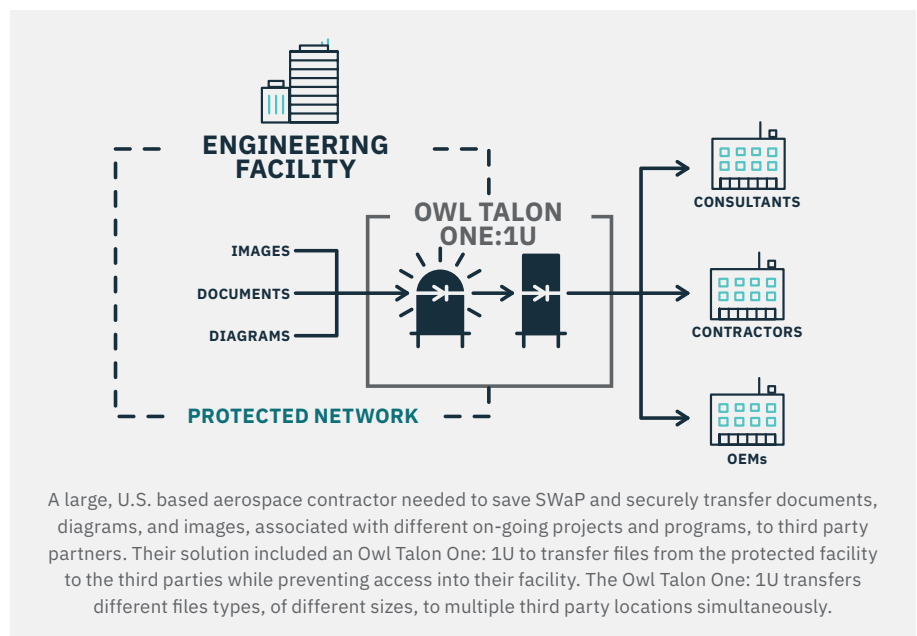 ENGINEERING
FACILITY
OWL TALON
ONE:1U
IMAGES
DOCUMENTS
DIAGRAMS
PROTECTED NETWORK
CONSULTANTS
CONTRACTORS
OEMs
A large, U.S. based aerospace contractor needed to save SWaP and securely transfer documents,
diagrams, and images, associated with different on-going projects and programs, to third party
partners. Their solution included an Owl Talon One: 1U to transfer files from the protected facility
to the third parties while preventing access into their facility. The Owl Talon One: 1U transfers
different files types, of different sizes, to multiple third party locations simultaneously.